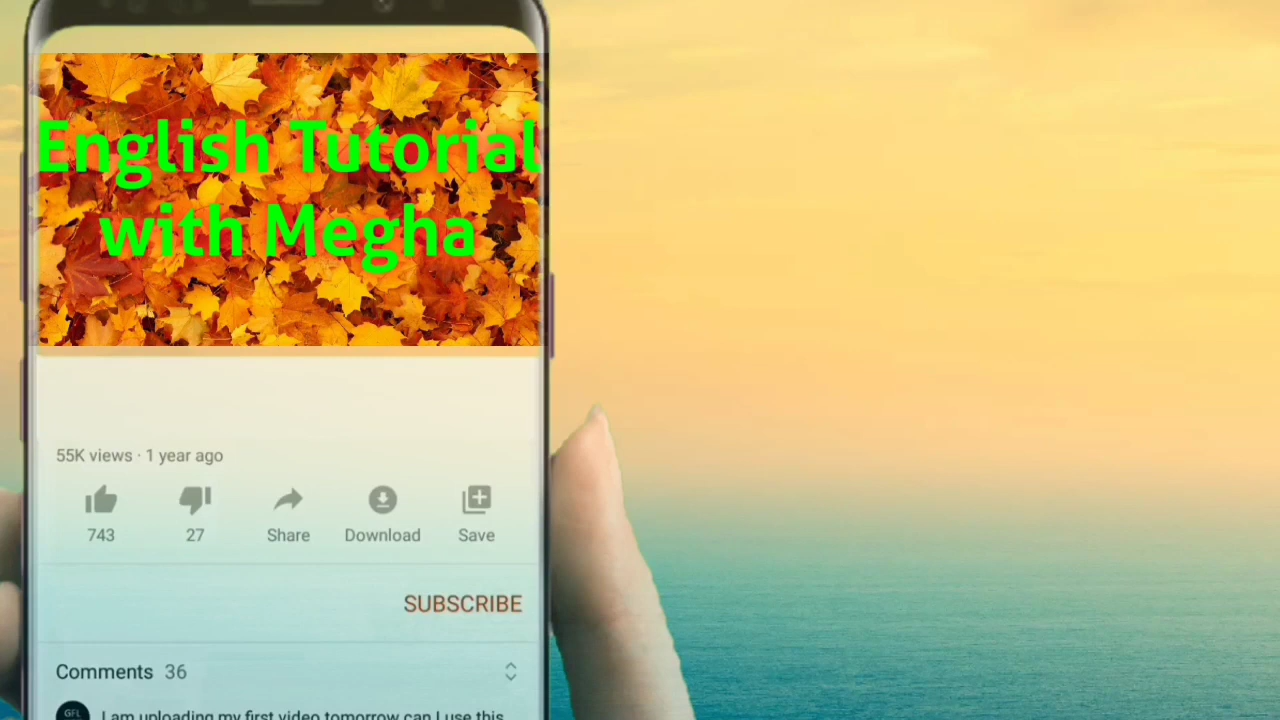 English Tutorial
with Megha
55K views · 1 year ago
743 27 Share Download Save
SUBSCRIBE
Comments 36
GFL
I am uploading my first video tomorrow can I use this